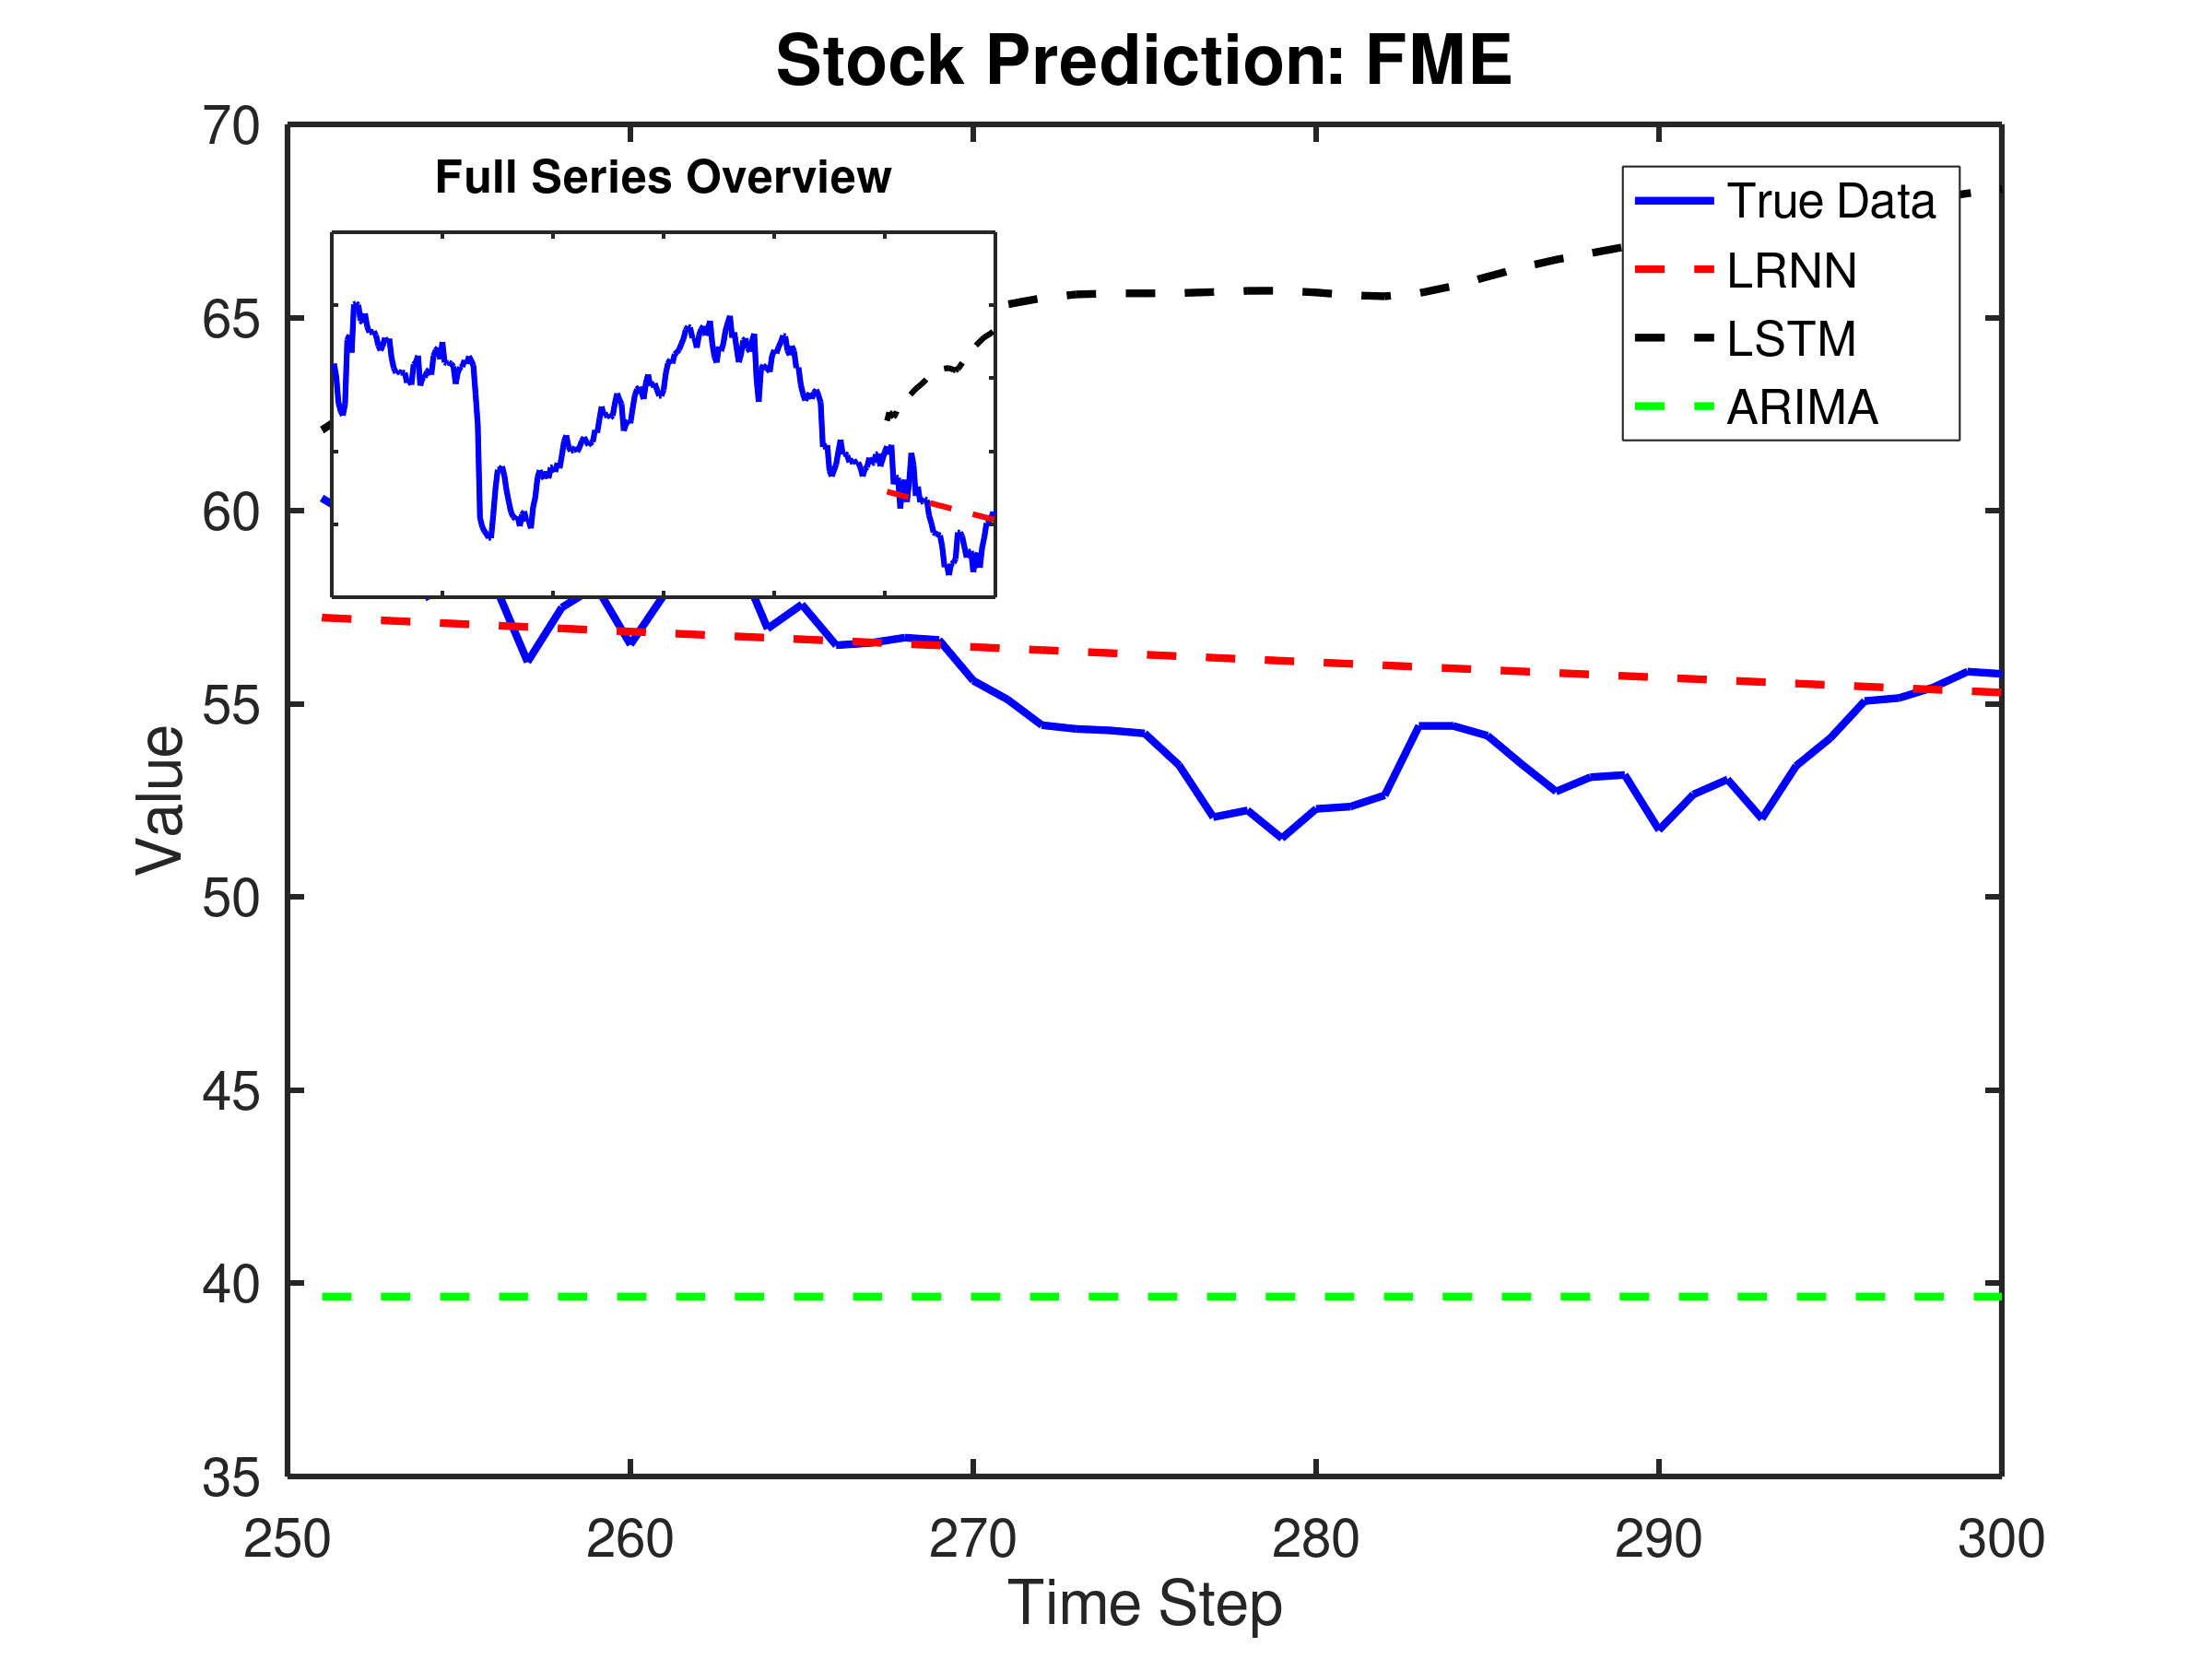 Stock Prediction: FME
Full Series Overview
True Data
LRNN
LSTM
ARIMA
Value
70
65
60
55
50
45
40
35
250 260 270 280 290 300
Time Step